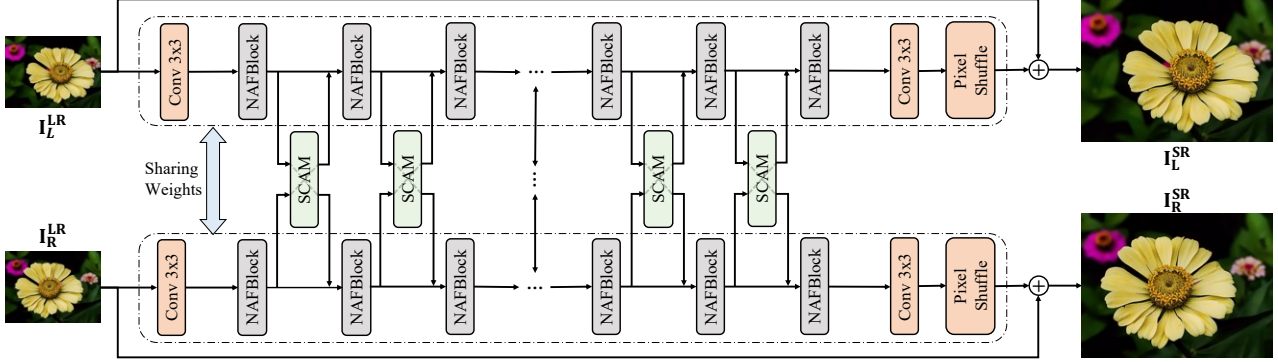 Conv 3x3
NAFBlock
NAFBlock
NAFBlock
...
NAFBlock
NAFBlock
NAFBlock
Conv 3x3
Pixel
Shuffle
+
I_L^LR
I_L^SR
Sharing
Weights
SCAM
SCAM
...
SCAM
SCAM
I_R^LR
I_R^SR
Conv 3x3
NAFBlock
NAFBlock
NAFBlock
...
NAFBlock
NAFBlock
NAFBlock
Conv 3x3
Pixel
Shuffle
+